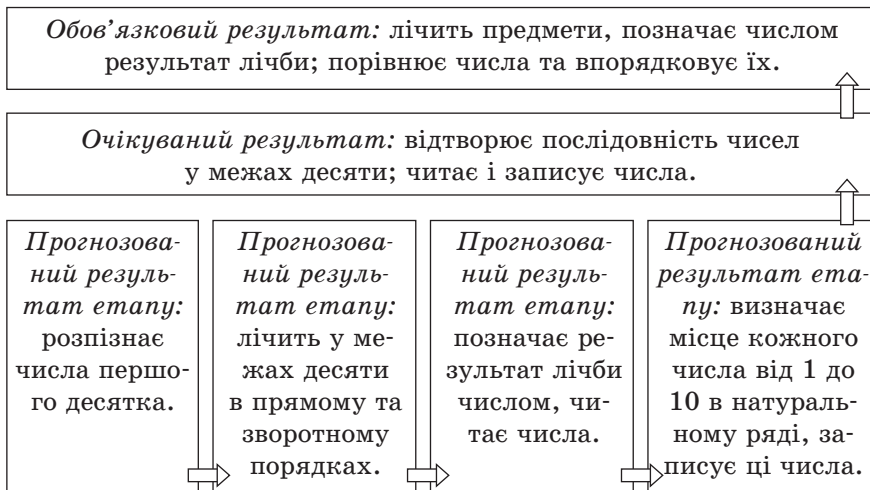 Обов’язковий результат: лічить предмети, позначає числом
результат лічби; порівнює числа та впорядковує їх.
Очікуваний результат: відтворює послідовність чисел
у межах десяти; читає і записує числа.
Прогнозова-
ний резуль-
тат етапу:
розпізнає
числа першо-
го десятка.
Прогнозова-
ний резуль-
тат етапу:
лічить у ме-
жах десяти
в прямому та
зворотному
порядках.
Прогнозова-
ний резуль-
тат етапу:
позначає ре-
зультат лічби
числом, чи-
тає числа.
Прогнозований
результат ета-
пу: визначає
місце кожного
числа від 1 до
10 в натураль-
ному ряді, за-
писує ці числа.